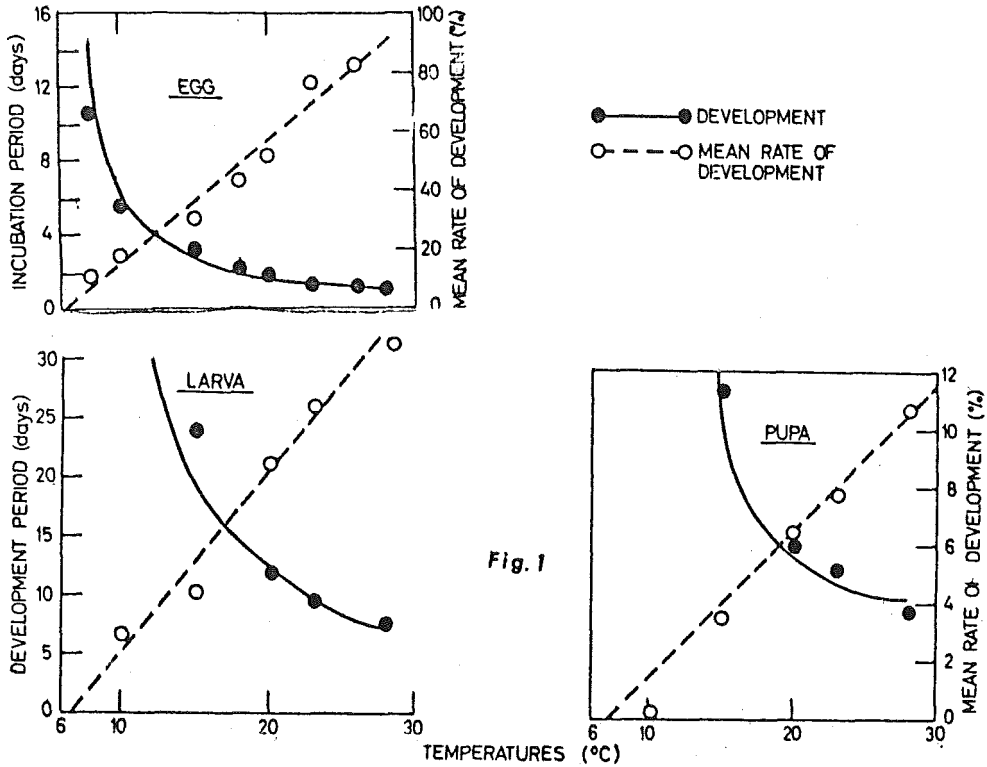 16
12
8
4
0
INCUBATION PERIOD (days)
EGG
100
80
60
40
20
0
MEAN RATE OF DEVELOPMENT (%)
DEVELOPMENT
MEAN RATE OF
DEVELOPMENT
30
25
20
15
10
5
0
DEVELOPMENT PERIOD (days)
LARVA
6
10
20
30
Fig. 1
PUPA
12
10
8
6
4
2
0
MEAN RATE OF DEVELOPMENT (%)
6
10
20
30
TEMPERATURES (°C)